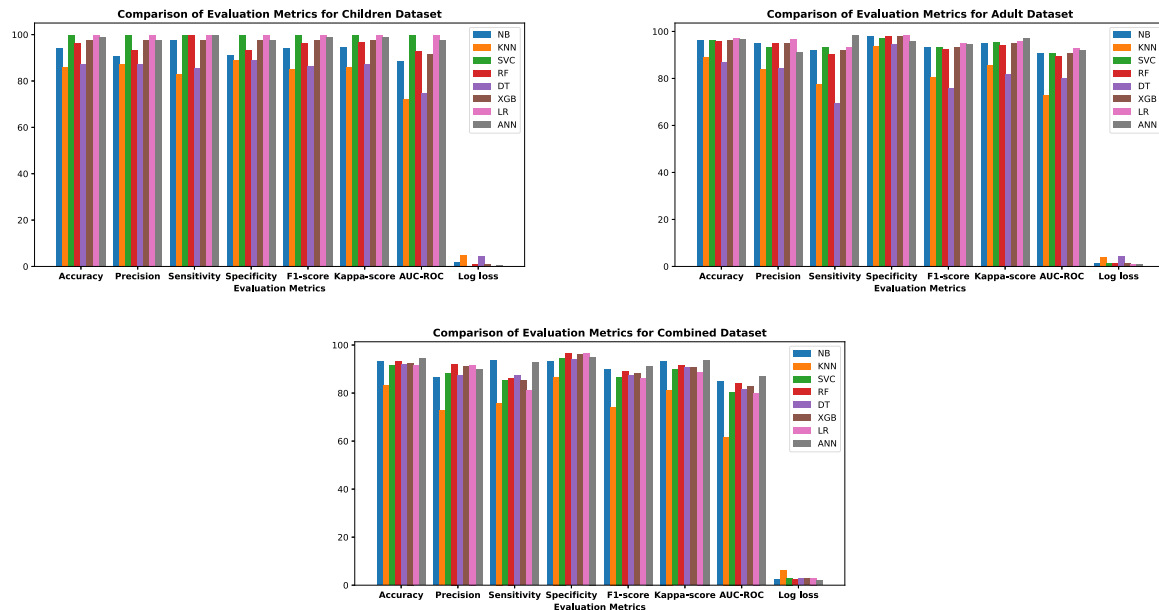 Comparison of Evaluation Metrics for Children Dataset
100
80
60
40
20
0
NB
KNN
SVC
RF
DT
XGB
LR
ANN
Accuracy Precision Sensitivity Specificity F1-score Kappa-score AUC-ROC Log loss
Evaluation Metrics
Comparison of Evaluation Metrics for Adult Dataset
100
80
60
40
20
0
NB
KNN
SVC
RF
DT
XGB
LR
ANN
Accuracy Precision Sensitivity Specificity F1-score Kappa-score AUC-ROC Log loss
Evaluation Metrics
Comparison of Evaluation Metrics for Combined Dataset
100
80
60
40
20
0
NB
KNN
SVC
RF
DT
XGB
LR
ANN
Accuracy Precision Sensitivity Specificity F1-score Kappa-score AUC-ROC Log loss
Evaluation Metrics